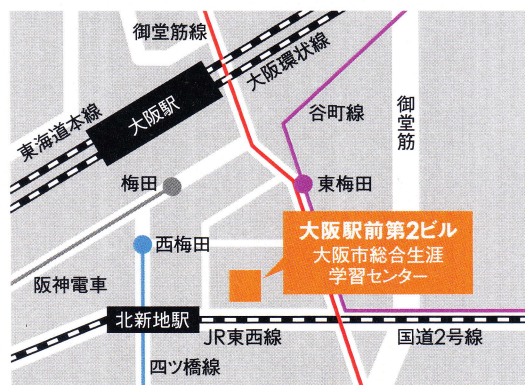 御堂筋線
大阪環状線
大阪駅
東海道本線
谷町線
御堂筋
梅田
東梅田
西梅田
大阪駅前第2ビル
大阪市総合生涯
学習センター
阪神電車
北新地駅
JR東西線
国道2号線
四ツ橋線